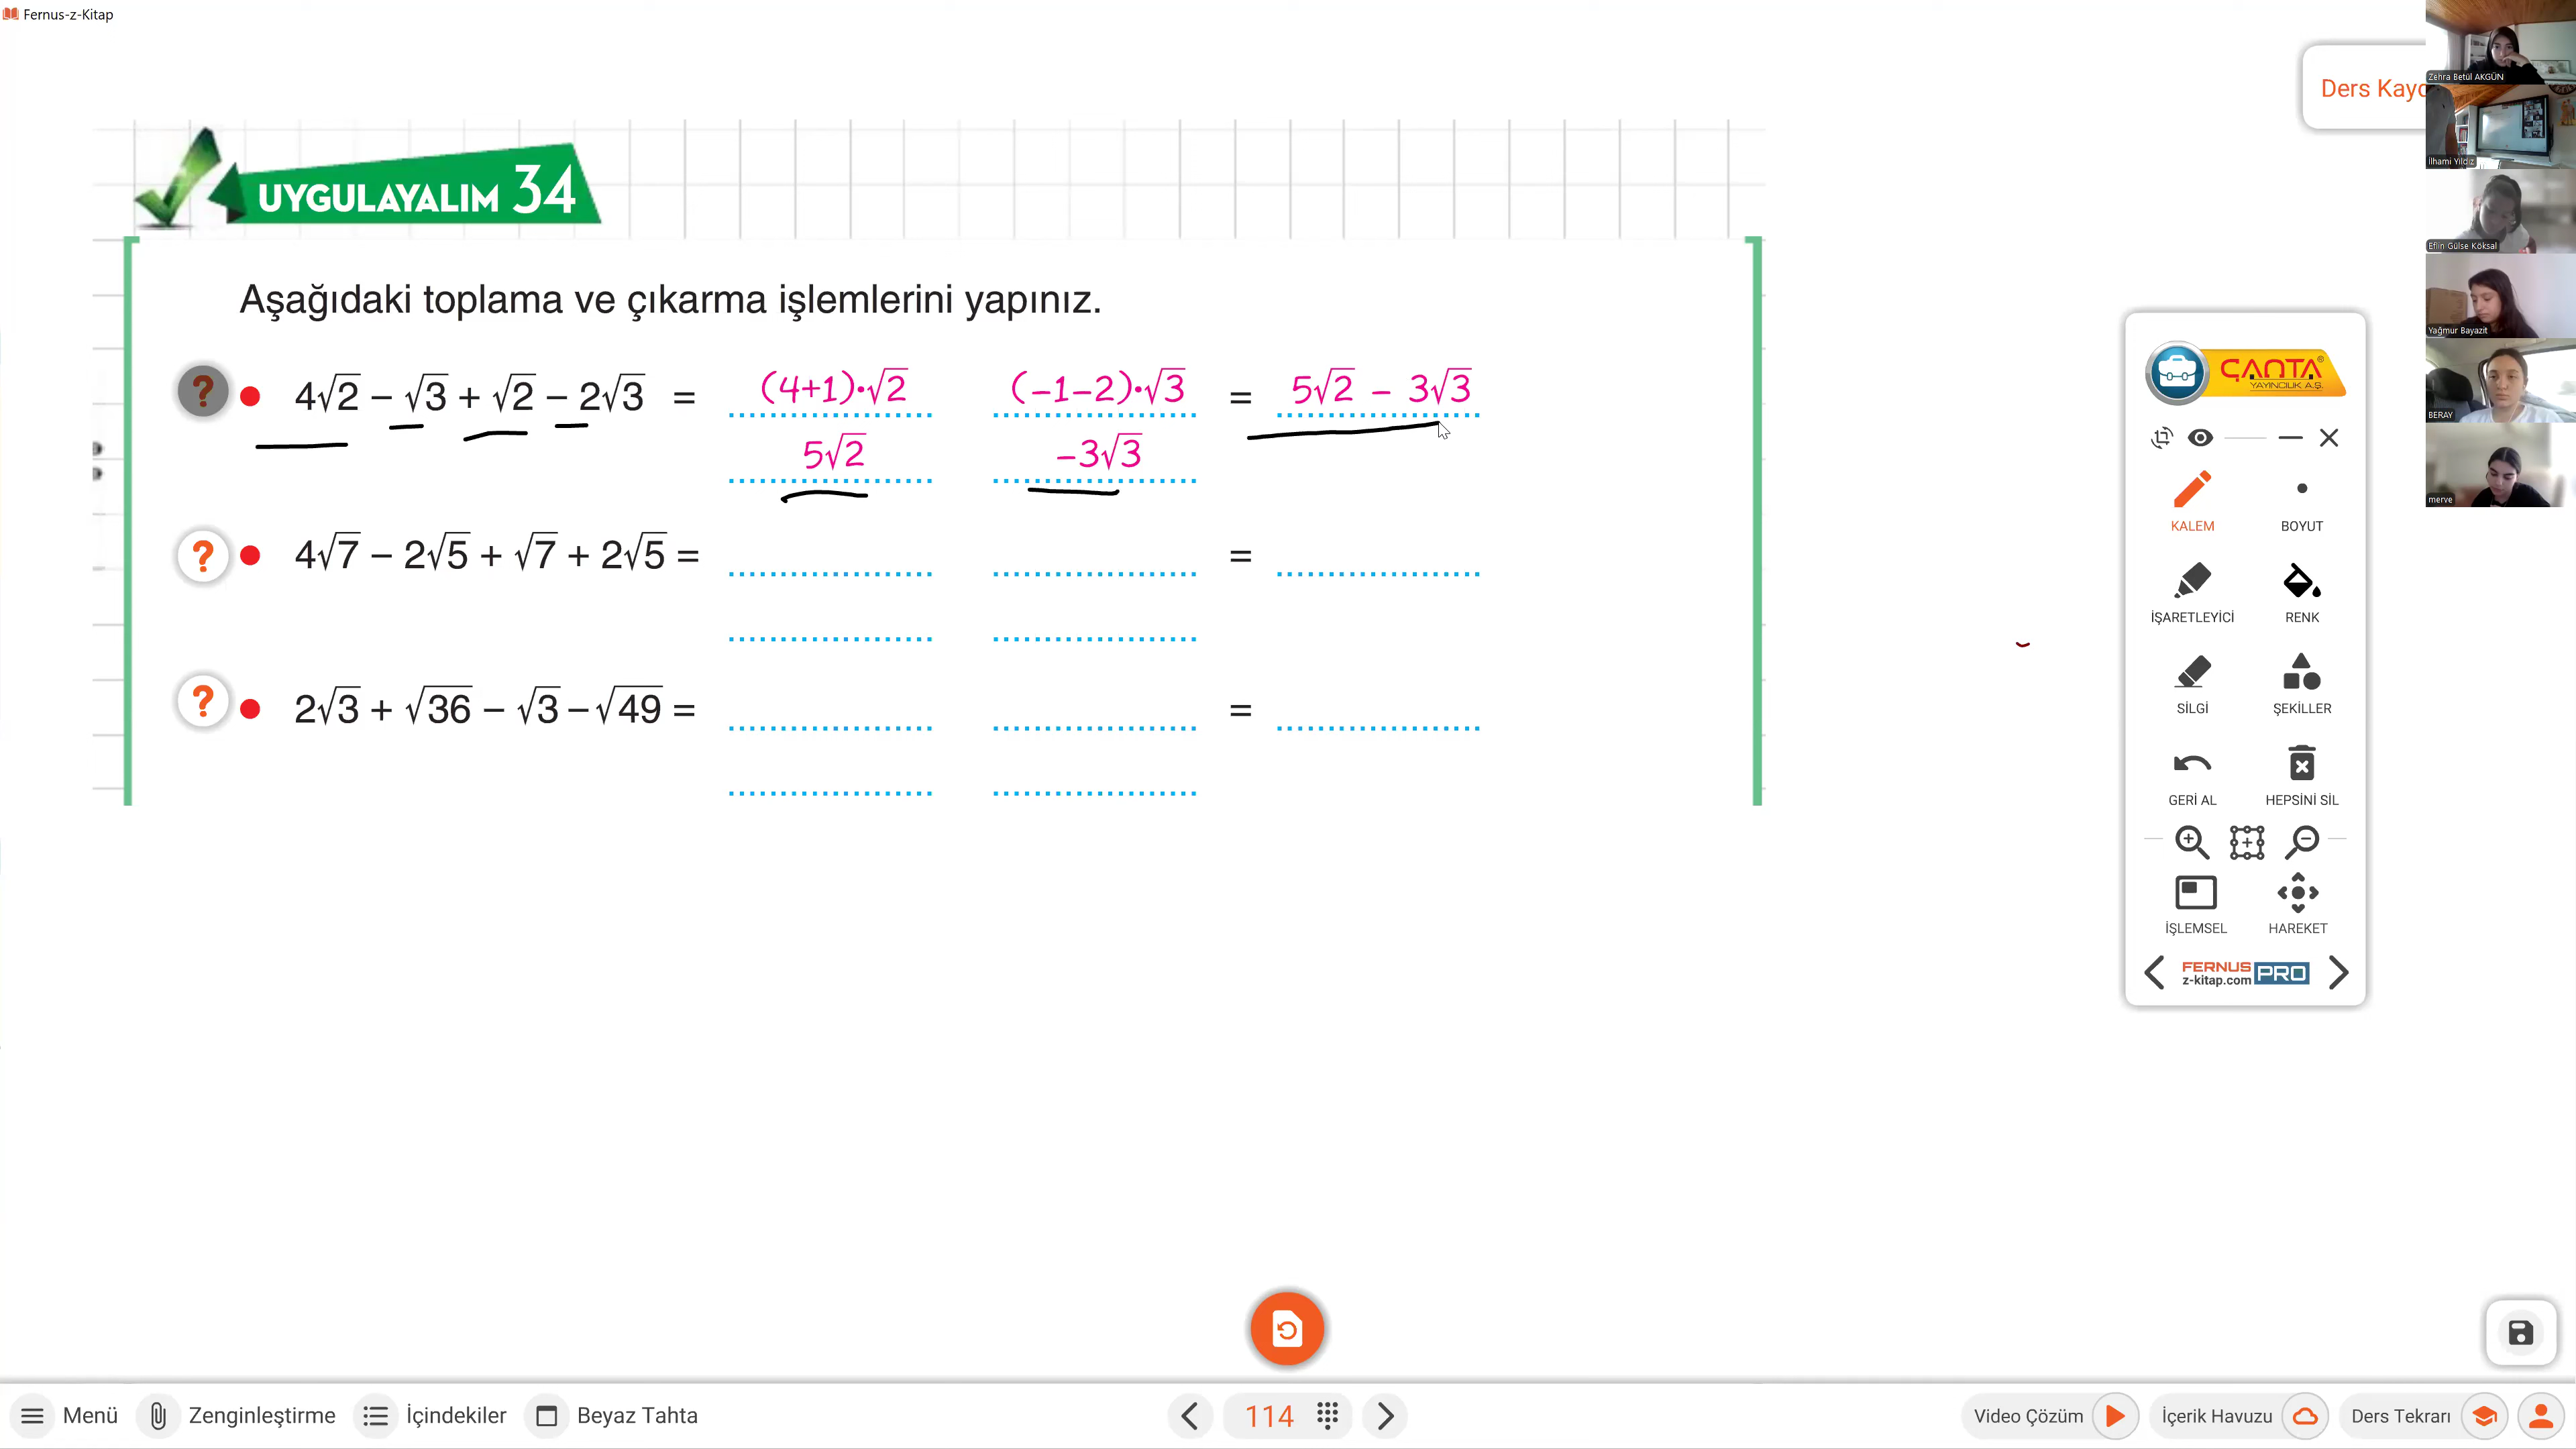 Fernus-z-Kitap
Zehra Betül AKGÜN
Ders Kayd
İlhami Yıldız
UYGULAYALIM 34
Eflin Gülse Köksal
Aşağıdaki toplama ve çıkarma işlemlerini yapınız.
Yağmur Bayazit
? • 4√2 − √3 + √2 − 2√3 = (4+1)•√2 (−1−2)•√3 = 5√2 − 3√3
5√2 −3√3
BERAY
merve
? • 4√7 − 2√5 + √7 + 2√5 = =
? • 2√3 + √36 − √3 − √49 = =
ÇANTA
YAYINCILIK A.Ş.
KALEM BOYUT
İŞARETLEYİCİ RENK
SİLGİ ŞEKİLLER
GERİ AL HEPSİNİ SİL
İŞLEMSEL HAREKET
FERNUS PRO
z-kitap.com
Menü Zenginleştirme İçindekiler Beyaz Tahta 114 Video Çözüm İçerik Havuzu Ders Tekrarı